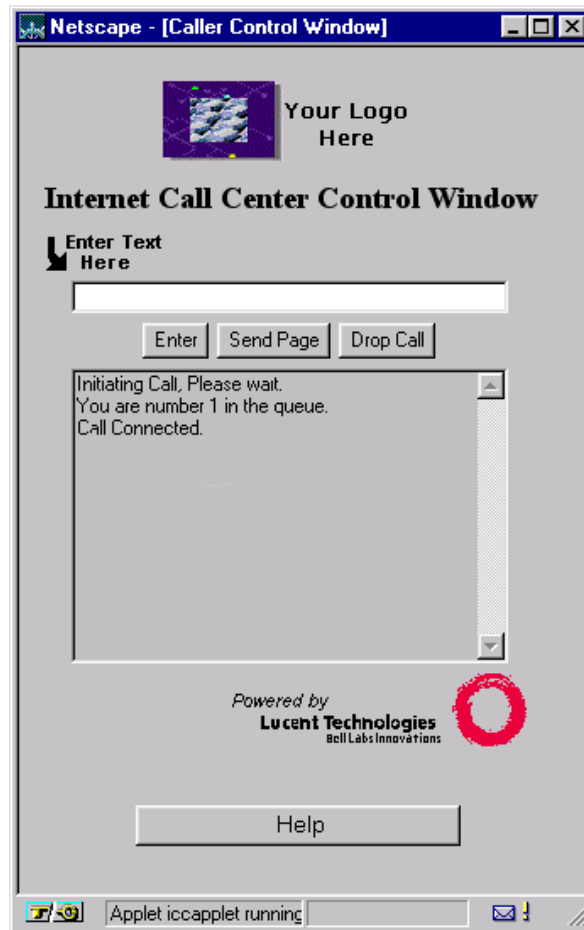 Netscape - [Caller Control Window]
Your Logo
Here
Internet Call Center Control Window
Enter Text
Here
Enter Send Page Drop Call
Initiating Call, Please wait.
You are number 1 in the queue.
Call Connected.
Powered by
Lucent Technologies
Bell Labs Innovations
Help
Applet iccapplet running